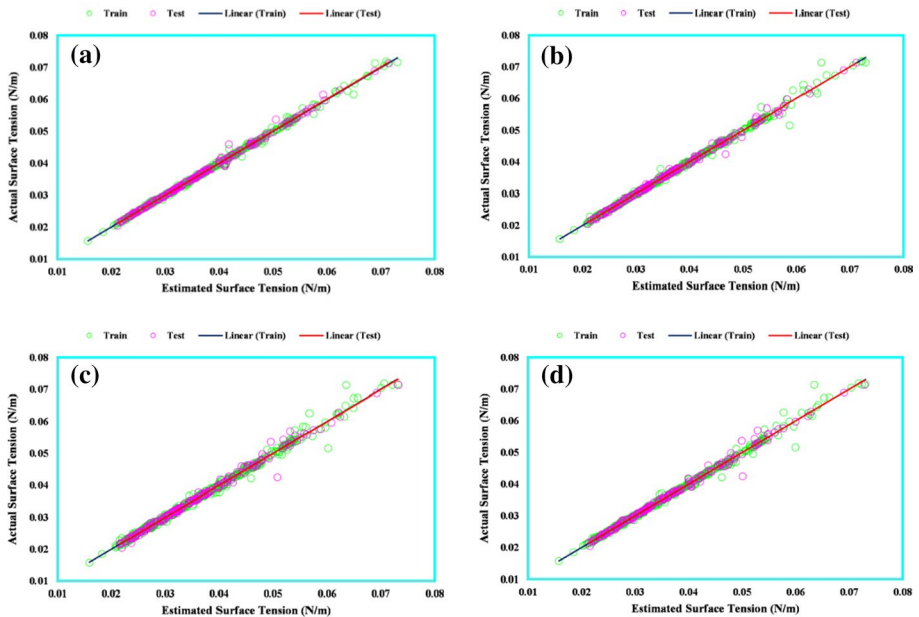 Train Test Linear (Train) Linear (Test)
(a)
Actual Surface Tension (N/m)
0.08
0.07
0.06
0.05
0.04
0.03
0.02
0.01
0.01 0.02 0.03 0.04 0.05 0.06 0.07 0.08
Estimated Surface Tension (N/m)
Train Test Linear (Train) Linear (Test)
(b)
Actual Surface Tension (N/m)
0.08
0.07
0.06
0.05
0.04
0.03
0.02
0.01
0.01 0.02 0.03 0.04 0.05 0.06 0.07 0.08
Estimated Surface Tension (N/m)
Train Test Linear (Train) Linear (Test)
(c)
Actual Surface Tension (N/m)
0.08
0.07
0.06
0.05
0.04
0.03
0.02
0.01
0.01 0.02 0.03 0.04 0.05 0.06 0.07 0.08
Estimated Surface Tension (N/m)
Train Test Linear (Train) Linear (Test)
(d)
Actual Surface Tension (N/m)
0.08
0.07
0.06
0.05
0.04
0.03
0.02
0.01
0.01 0.02 0.03 0.04 0.05 0.06 0.07 0.08
Estimated Surface Tension (N/m)